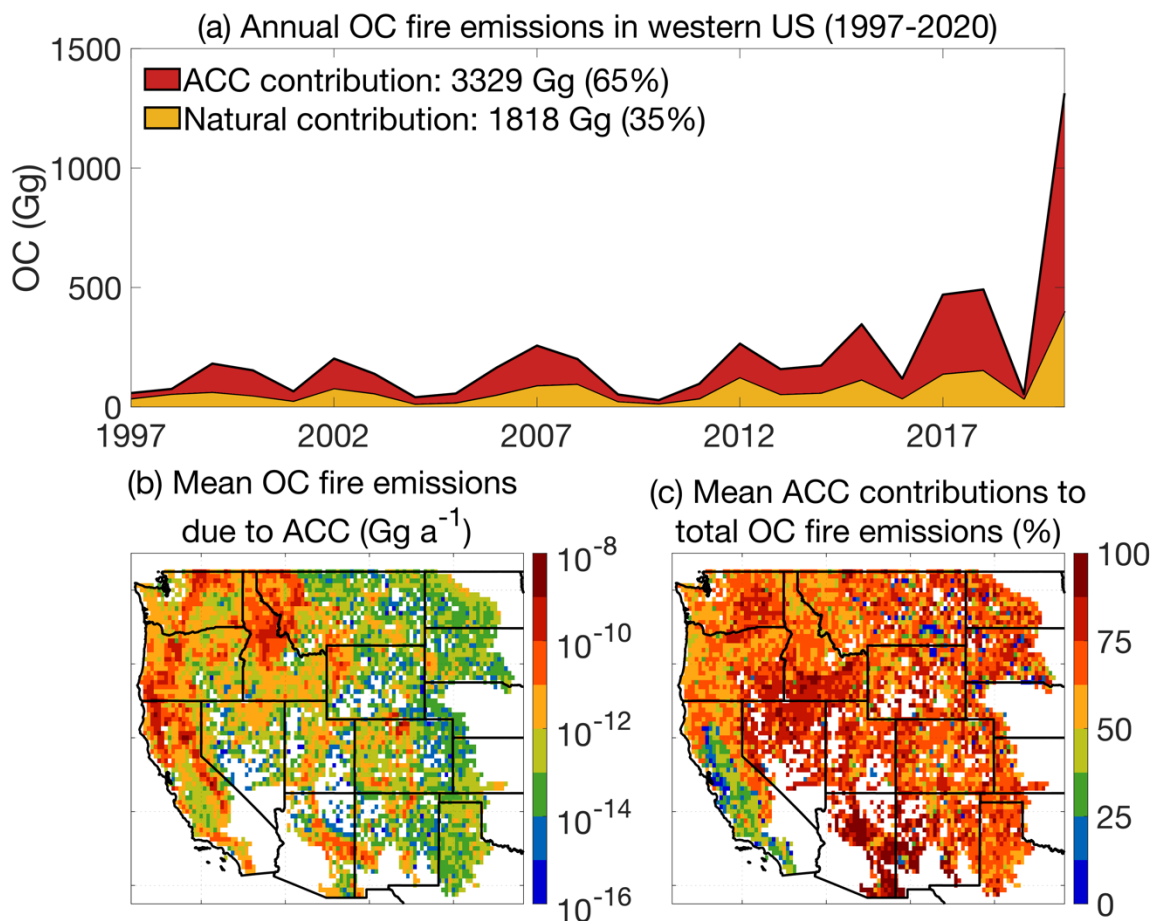 (a) Annual OC fire emissions in western US (1997-2020)
1500
ACC contribution: 3329 Gg (65%)
Natural contribution: 1818 Gg (35%)
1000
OC (Gg)
500
0
1997 2002 2007 2012 2017
(b) Mean OC fire emissions
due to ACC (Gg a⁻¹)
10⁻⁸
10⁻¹⁰
10⁻¹²
10⁻¹⁴
10⁻¹⁶
(c) Mean ACC contributions to
total OC fire emissions (%)
100
75
50
25
0